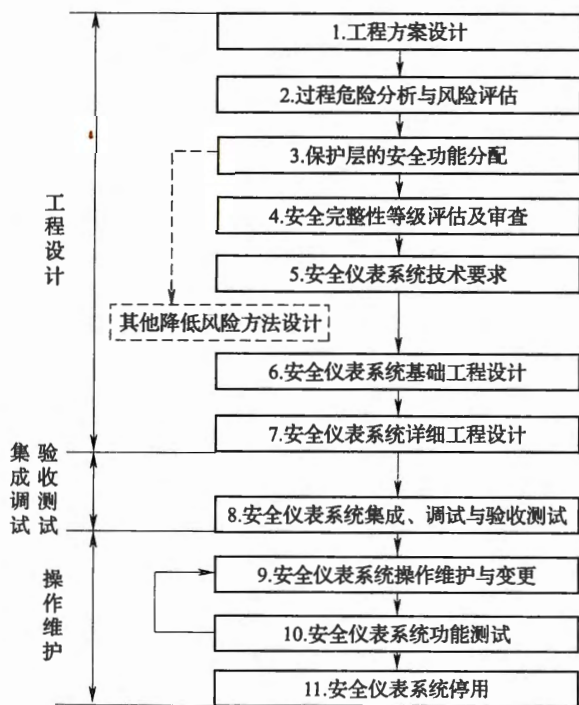 1.工程方案设计
2.过程危险分析与风险评估
3.保护层的安全功能分配
4.安全完整性等级评估及审查
5.安全仪表系统技术要求
其他降低风险方法设计
6.安全仪表系统基础工程设计
7.安全仪表系统详细工程设计
8.安全仪表系统集成、调试与验收测试
9.安全仪表系统操作维护与变更
10.安全仪表系统功能测试
11.安全仪表系统停用
工程设计
集成调试
验收测试
操作维护